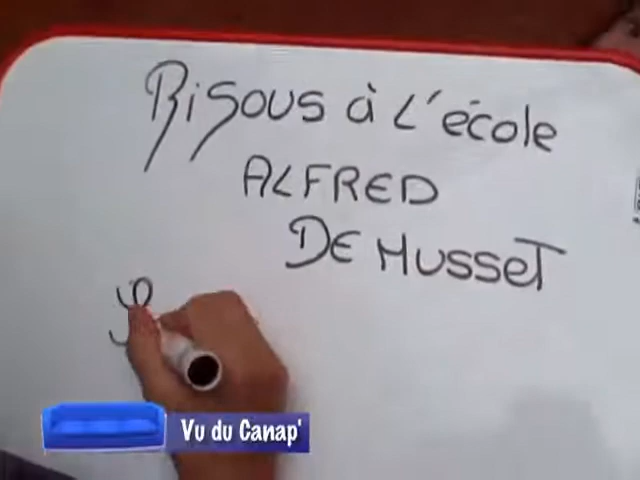 Bisous à L'école
ALFRED
DE MUSSET
Vu du Canap'